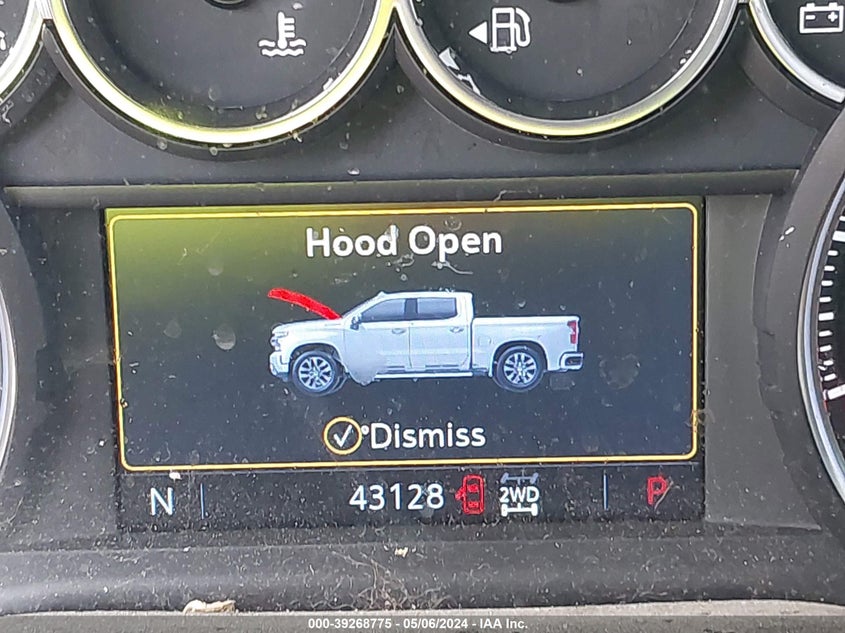 Hood Open
Dismiss
N 43128 2WD P
000-39268775 - 05/06/2024 - IAA Inc.